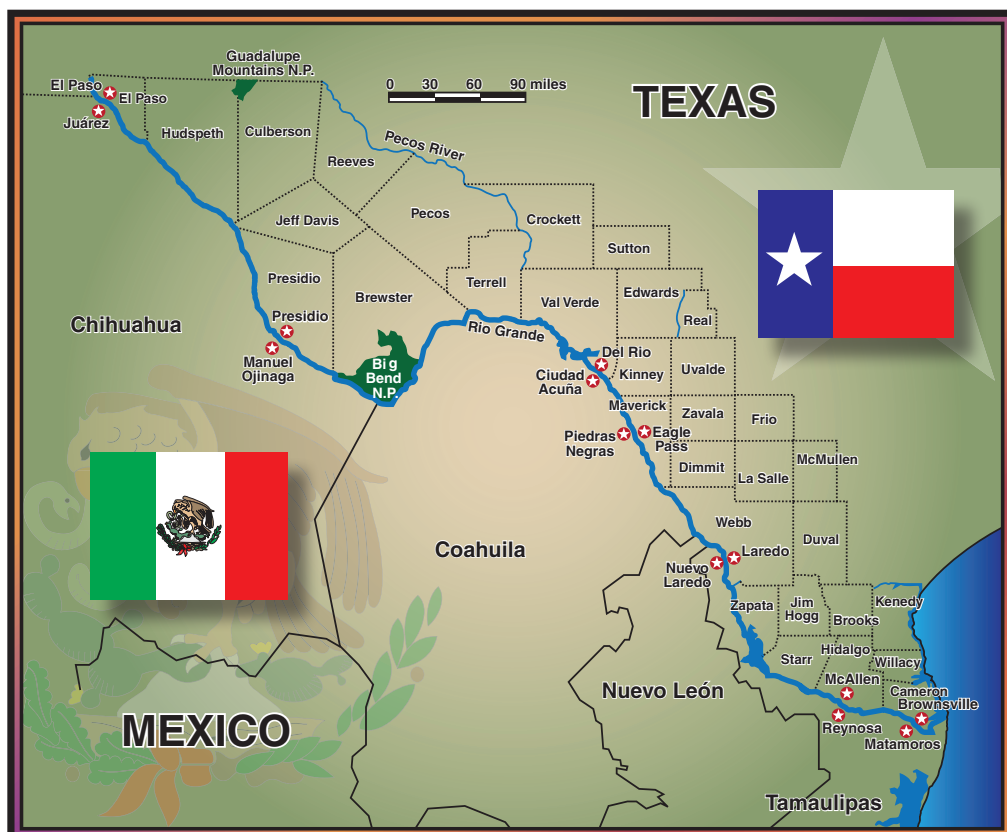 Guadalupe
Mountains N.P.
0 30 60 90 miles
TEXAS
El Paso
El Paso
Juárez
Hudspeth
Culberson
Reeves
Pecos River
Jeff Davis
Pecos
Crockett
Sutton
Presidio
Brewster
Terrell
Val Verde
Edwards
Real
Chihuahua
Presidio
Manuel
Ojinaga
Rio Grande
Big
Bend
N.P.
Del Rio
Ciudad
Acuña
Kinney
Uvalde
Maverick
Zavala
Frio
Piedras
Negras
Eagle
Pass
Dimmit
La Salle
McMullen
Webb
Duval
Coahuila
Laredo
Nuevo
Laredo
Zapata
Jim
Hogg
Brooks
Kenedy
Starr
Hidalgo
Willacy
McAllen
Cameron
Brownsville
Nuevo León
Reynosa
Matamoros
MEXICO
Tamaulipas